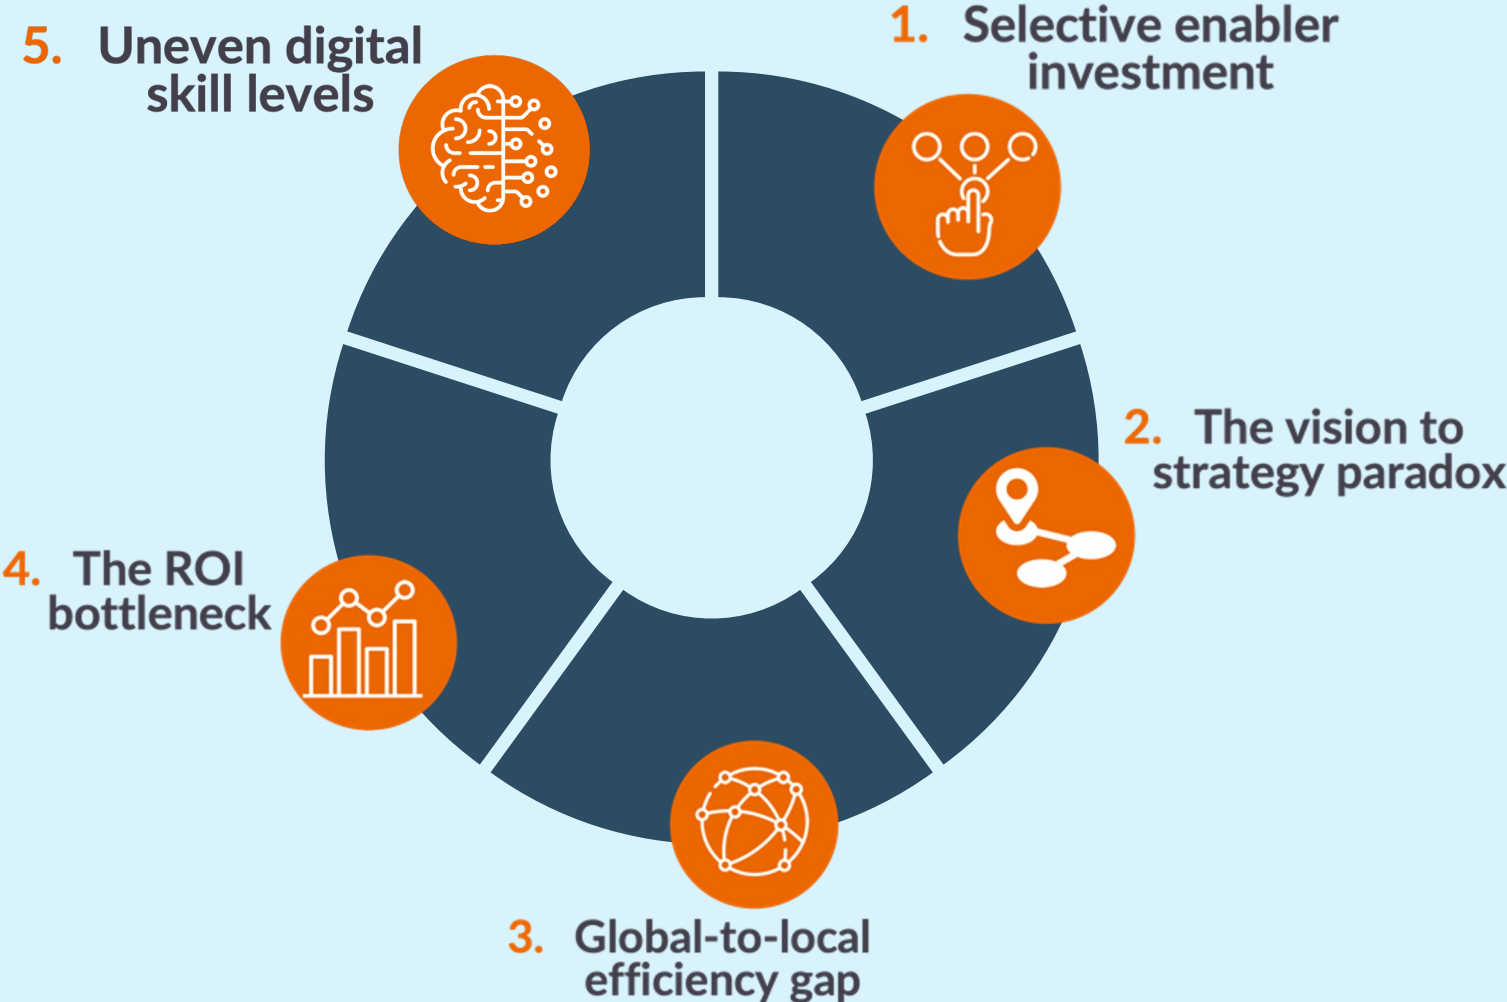 1. Selective enabler
investment
2. The vision to
strategy paradox
3. Global-to-local
efficiency gap
4. The ROI
bottleneck
5. Uneven digital
skill levels